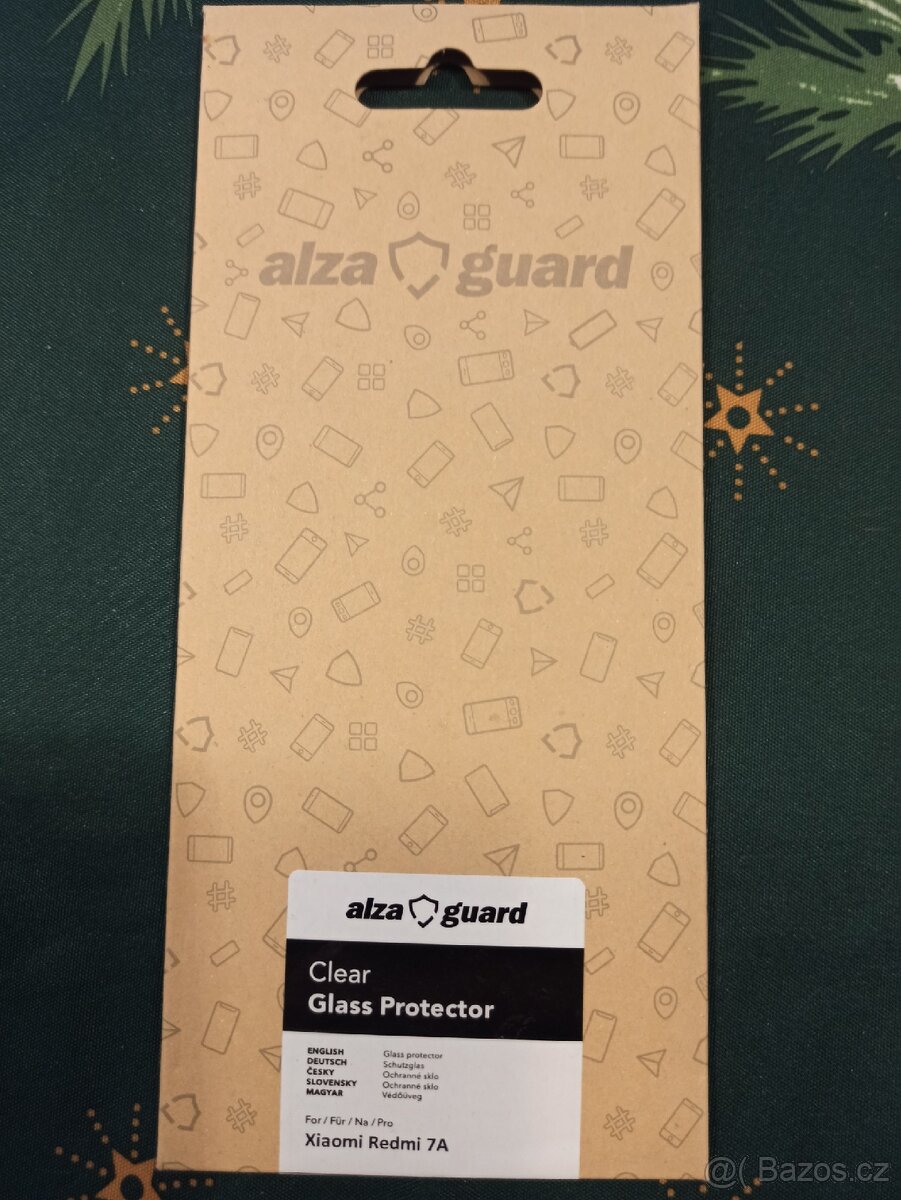 alza guard
alza guard
Clear
Glass Protector
ENGLISH Glass protector
DEUTSCH Schutzglas
ČESKY Ochranné sklo
SLOVENSKY Ochranné sklo
MAGYAR Védőüveg
For / Für / Na / Pro
Xiaomi Redmi 7A
@( Bazos.cz